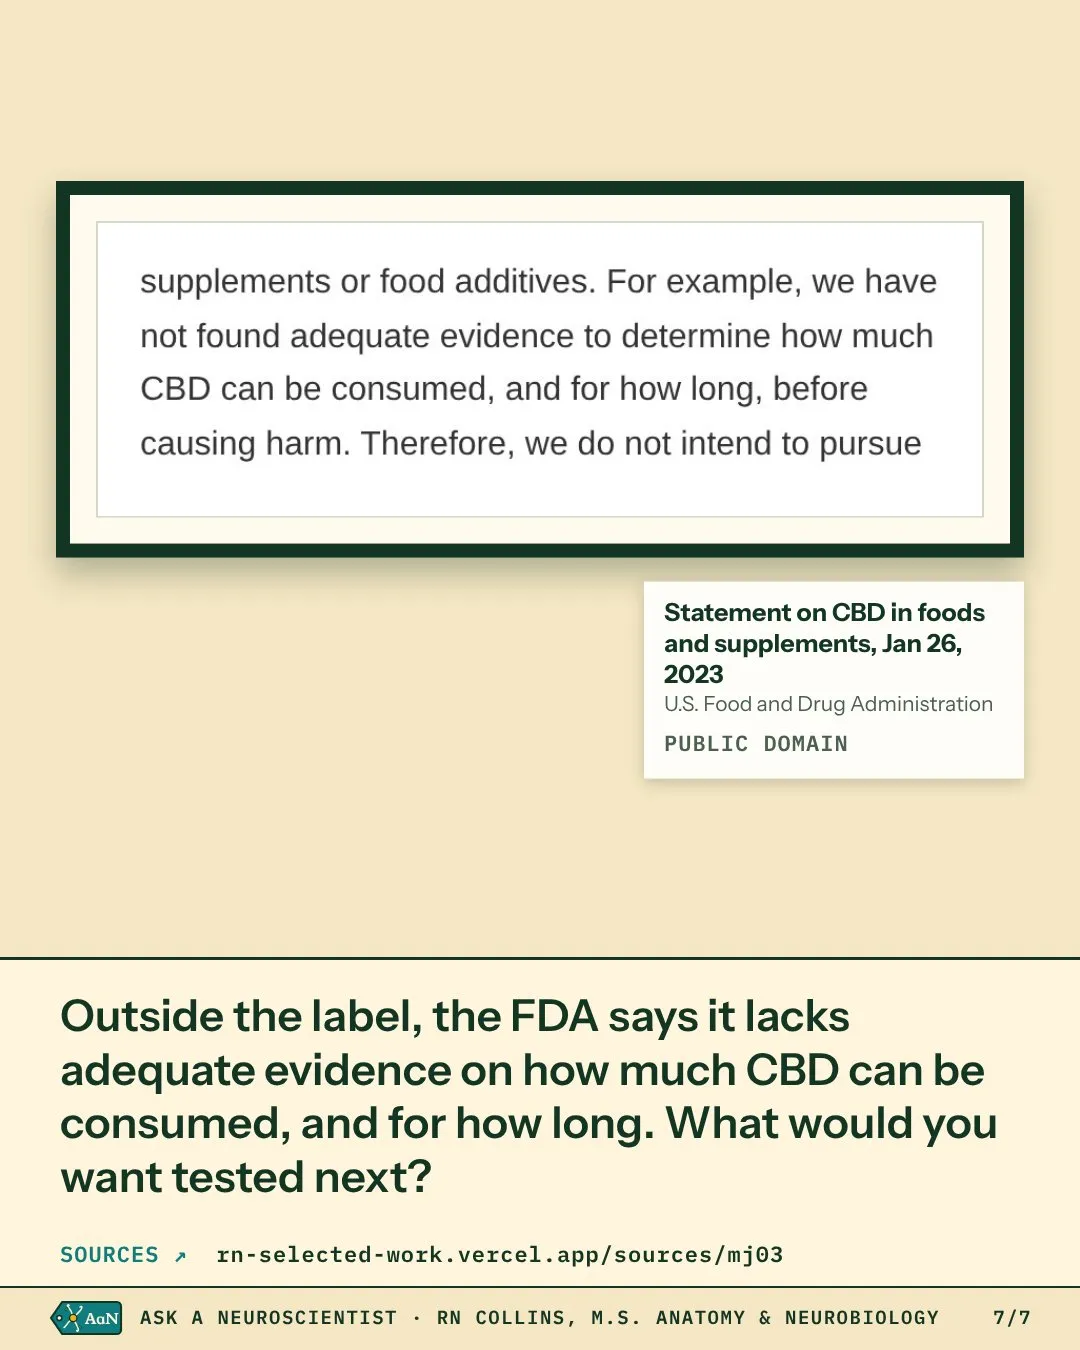 supplements or food additives. For example, we have
not found adequate evidence to determine how much
CBD can be consumed, and for how long, before
causing harm. Therefore, we do not intend to pursue
Statement on CBD in foods
and supplements, Jan 26,
2023
U.S. Food and Drug Administration
PUBLIC DOMAIN
Outside the label, the FDA says it lacks
adequate evidence on how much CBD can be
consumed, and for how long. What would you
want tested next?
SOURCES ↗ rn-selected-work.vercel.app/sources/mj03
AaN ASK A NEUROSCIENTIST · RN COLLINS, M.S. ANATOMY & NEUROBIOLOGY 7/7